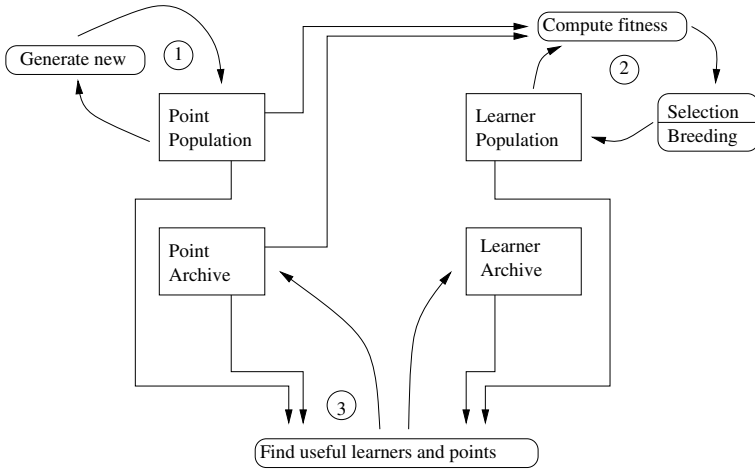 Compute fitness
1
Generate new
2
Point
Population
Learner
Population
Selection
Breeding
Point
Archive
Learner
Archive
3
Find useful learners and points